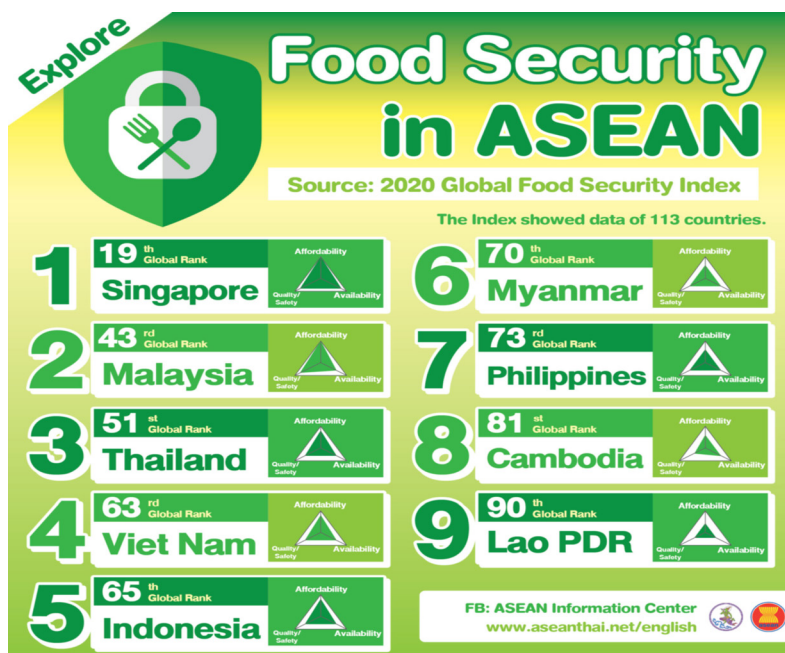 Explore
Food Security
in ASEAN
Source: 2020 Global Food Security Index
The Index showed data of 113 countries.
1
19th Global Rank
Singapore
Affordability
Quality/
Safety
Availability
2
43rd Global Rank
Malaysia
Affordability
Quality/
Safety
Availability
3
51st Global Rank
Thailand
Affordability
Quality/
Safety
Availability
4
63rd Global Rank
Viet Nam
Affordability
Quality/
Safety
Availability
5
65th Global Rank
Indonesia
Affordability
Quality/
Safety
Availability
6
70th Global Rank
Myanmar
Affordability
Quality/
Safety
Availability
7
73rd Global Rank
Philippines
Affordability
Quality/
Safety
Availability
8
81st Global Rank
Cambodia
Affordability
Quality/
Safety
Availability
9
90th Global Rank
Lao PDR
Affordability
Quality/
Safety
Availability
FB: ASEAN Information Center
www.aseanthai.net/english